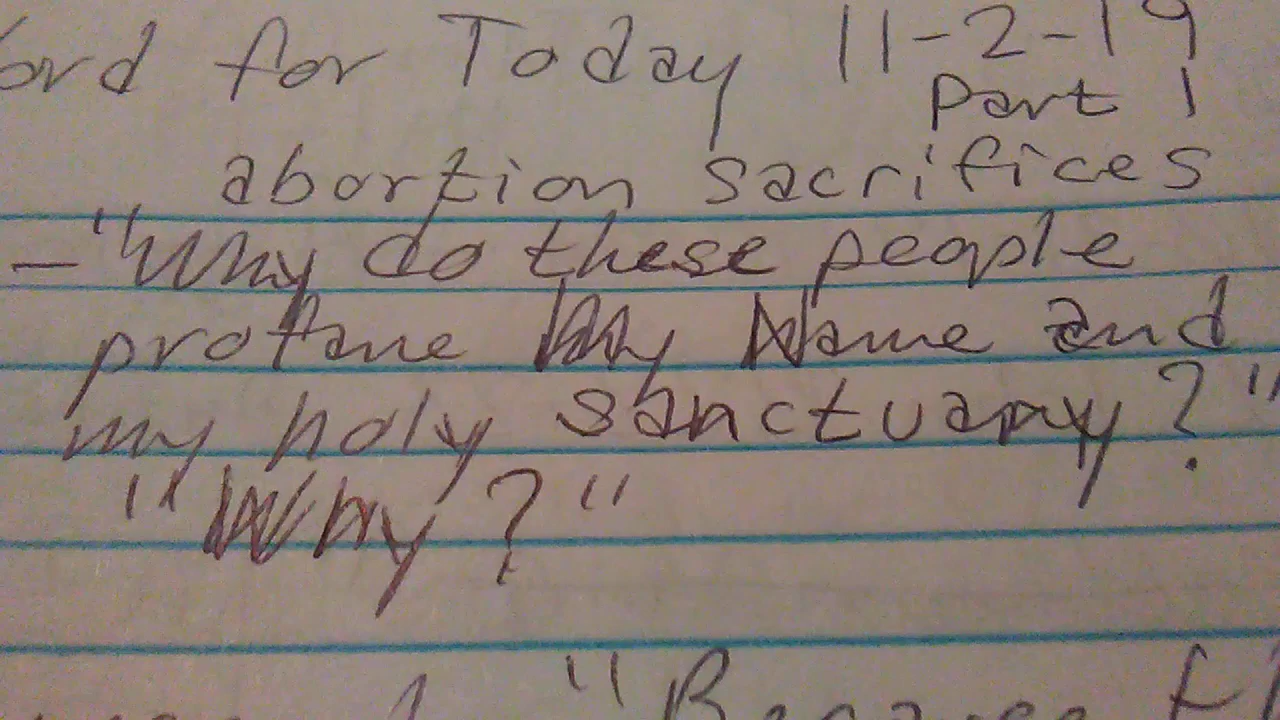 ord for Today 11-2-19
Part 1
abortion sacrifices
- "Why do these people
profane My Name and
my holy sanctuary?"
"Why?"
"Because